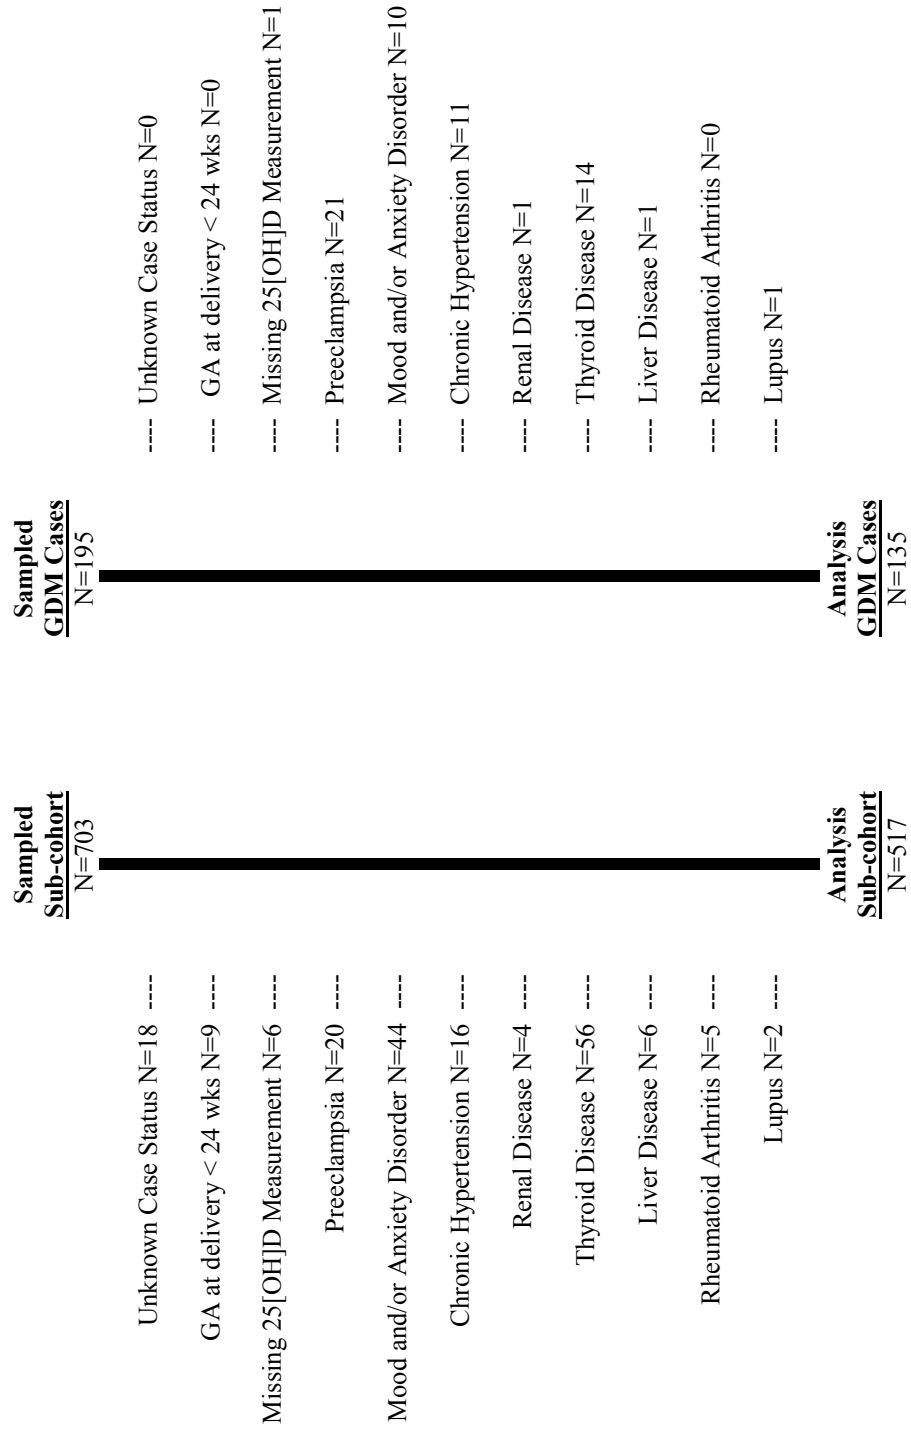 Sampled
Sub-cohort
N=703
Unknown Case Status N=18 ----
GA at delivery < 24 wks N=9 ----
Missing 25[OH]D Measurement N=6 ----
Preeclampsia N=20 ----
Mood and/or Anxiety Disorder N=44 ----
Chronic Hypertension N=16 ----
Renal Disease N=4 ----
Thyroid Disease N=56 ----
Liver Disease N=6 ----
Rheumatoid Arthritis N=5 ----
Lupus N=2 ----
Analysis
Sub-cohort
N=517
Sampled
GDM Cases
N=195
---- Unknown Case Status N=0
---- GA at delivery < 24 wks N=0
---- Missing 25[OH]D Measurement N=1
---- Preeclampsia N=21
---- Mood and/or Anxiety Disorder N=10
---- Chronic Hypertension N=11
---- Renal Disease N=1
---- Thyroid Disease N=14
---- Liver Disease N=1
---- Rheumatoid Arthritis N=0
---- Lupus N=1
Analysis
GDM Cases
N=135